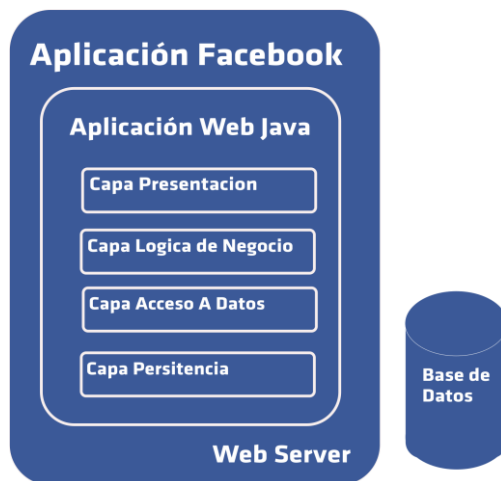 Aplicación Facebook
Aplicación Web Java
Capa Presentacion
Capa Logica de Negocio
Capa Acceso A Datos
Capa Persitencia
Web Server
Base de
Datos